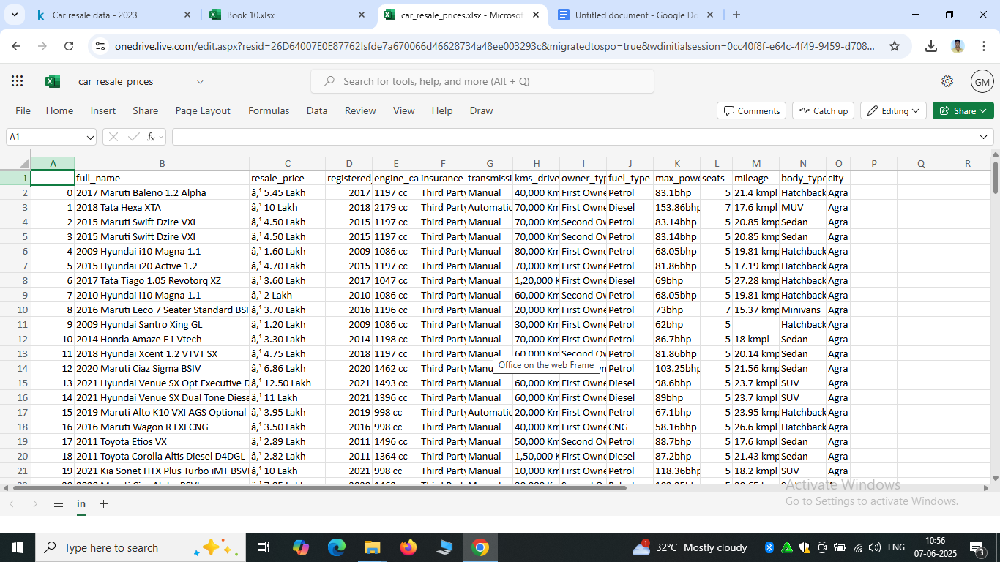 Car resale data - 2023
Book 10.xlsx
car_resale_prices.xlsx - Microsof
Untitled document - Google Do
onedrive.live.com/edit.aspx?resid=26D64007E0E87762!sfde7a670066d46628734a48ee003293c&migratedtospo=true&wdinitialsession=0cc40f8f-e64c-4f49-9459-d708...
car_resale_prices
Search for tools, help, and more (Alt + Q)
GM
File Home Insert Share Page Layout Formulas Data Review View Help Draw
Comments Catch up Editing Share
A1 fx
A B C D E F G H I J K L M N O P Q R
1 full_name resale_price registered_ engine_ca insurance transmissi kms_drive owner_typ fuel_type max_powe seats mileage body_type city
2 0 2017 Maruti Baleno 1.2 Alpha â‚¹ 5.45 Lakh 2017 1197 cc Third Party Manual 40,000 Km First Owne Petrol 83.1bhp 5 21.4 kmpl Hatchback Agra
3 1 2018 Tata Hexa XTA â‚¹ 10 Lakh 2018 2179 cc Third Party Automatic 70,000 Km First Owne Diesel 153.86bhp 7 17.6 kmpl MUV Agra
4 2 2015 Maruti Swift Dzire VXI â‚¹ 4.50 Lakh 2015 1197 cc Third Party Manual 70,000 Km Second Ow Petrol 83.14bhp 5 20.85 kmp Sedan Agra
5 3 2015 Maruti Swift Dzire VXI â‚¹ 4.50 Lakh 2015 1197 cc Third Party Manual 70,000 Km Second Ow Petrol 83.14bhp 5 20.85 kmp Sedan Agra
6 4 2009 Hyundai i10 Magna 1.1 â‚¹ 1.60 Lakh 2009 1086 cc Third Party Manual 80,000 Km First Owne Petrol 68.05bhp 5 19.81 kmp Hatchback Agra
7 5 2015 Hyundai i20 Active 1.2 â‚¹ 4.70 Lakh 2015 1197 cc Third Party Manual 70,000 Km First Owne Petrol 81.86bhp 5 17.19 kmp Hatchback Agra
8 6 2017 Tata Tiago 1.05 Revotorq XZ â‚¹ 3.60 Lakh 2017 1047 cc Third Party Manual 1,20,000 K First Owne Diesel 69bhp 5 27.28 kmp Hatchback Agra
9 7 2010 Hyundai i10 Magna 1.1 â‚¹ 2 Lakh 2010 1086 cc Third Party Manual 60,000 Km Second Ow Petrol 68.05bhp 5 19.81 kmp Hatchback Agra
10 8 2016 Maruti Eeco 7 Seater Standard BSI â‚¹ 3.70 Lakh 2016 1196 cc Third Party Manual 20,000 Km First Owne Petrol 73bhp 7 15.37 kmp Minivans Agra
11 9 2009 Hyundai Santro Xing GL â‚¹ 1.20 Lakh 2009 1086 cc Third Party Manual 30,000 Km First Owne Petrol 62bhp 5 Hatchback Agra
12 10 2014 Honda Amaze E i-Vtech â‚¹ 3.30 Lakh 2014 1198 cc Third Party Manual 70,000 Km First Owne Petrol 86.7bhp 5 18 kmpl Sedan Agra
13 11 2018 Hyundai Xcent 1.2 VTVT SX â‚¹ 4.75 Lakh 2018 1197 cc Third Party Manual 60,000 Km Second Ow Petrol 81.86bhp 5 20.14 kmp Sedan Agra
Office on the web Frame
14 12 2020 Maruti Ciaz Sigma BSIV â‚¹ 6.86 Lakh 2020 1462 cc Third Party Manu Petrol 103.25bhp 5 21.56 kmp Sedan Agra
15 13 2021 Hyundai Venue SX Opt Executive D â‚¹ 12.50 Lakh 2021 1493 cc Third Party Manual 60,000 Km First Owne Diesel 98.6bhp 5 23.7 kmpl SUV Agra
16 14 2021 Hyundai Venue SX Dual Tone Diese â‚¹ 11 Lakh 2021 1396 cc Third Party Manual 60,000 Km First Owne Diesel 89bhp 5 23.7 kmpl SUV Agra
17 15 2019 Maruti Alto K10 VXI AGS Optional â‚¹ 3.95 Lakh 2019 998 cc Third Party Automatic 20,000 Km First Owne Petrol 67.1bhp 5 23.95 kmp Hatchback Agra
18 16 2016 Maruti Wagon R LXI CNG â‚¹ 3.50 Lakh 2016 998 cc Third Party Manual 40,000 Km First Owne CNG 58.16bhp 5 26.6 kmpl Hatchback Agra
19 17 2011 Toyota Etios VX â‚¹ 2.89 Lakh 2011 1496 cc Third Party Manual 50,000 Km Second Ow Petrol 88.7bhp 5 17.6 kmpl Sedan Agra
20 18 2011 Toyota Corolla Altis Diesel D4DGL â‚¹ 2.82 Lakh 2011 1364 cc Third Party Manual 1,50,000 K First Owne Diesel 87.2bhp 5 21.43 kmp Sedan Agra
21 19 2021 Kia Sonet HTX Plus Turbo iMT BSVI â‚¹ 10 Lakh 2021 998 cc Third Party Manual 10,000 Km First Owne Petrol 118.36bhp 5 18.2 kmpl SUV Agra
Activate Windows
Go to Settings to activate Windows.
in
Type here to search
1
32°C Mostly cloudy
ENG
10:56
07-06-2025
3